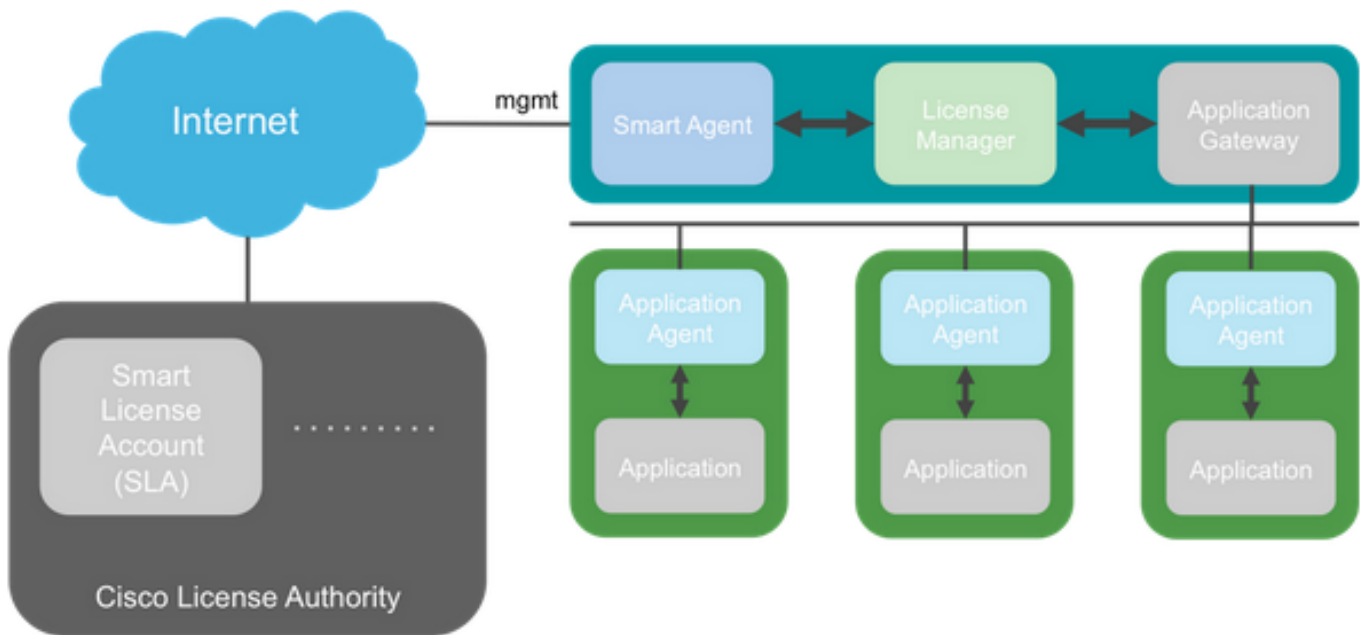 Internet
mgmt
Smart Agent
License
Manager
Application
Gateway
Application
Agent
Application
Agent
Application
Agent
Smart
License
Account
(SLA)
.........
Application
Application
Application
Cisco License Authority